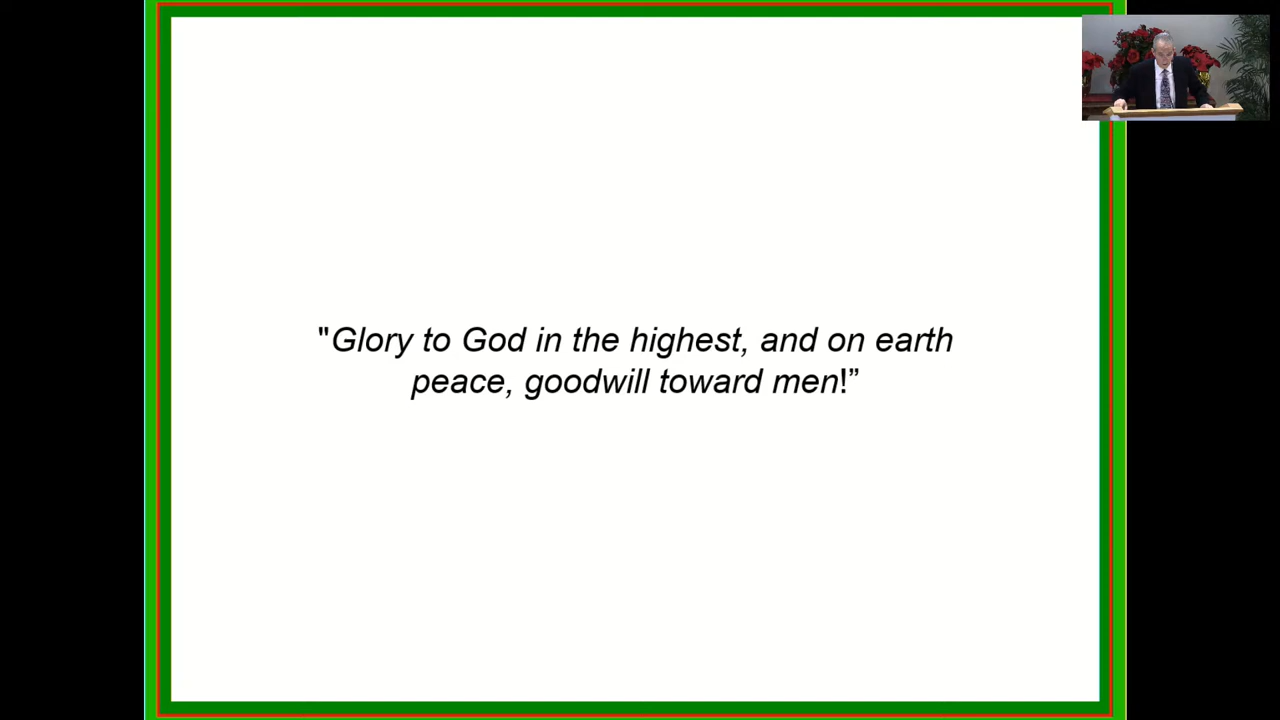 "Glory to God in the highest, and on earth
peace, goodwill toward men!”